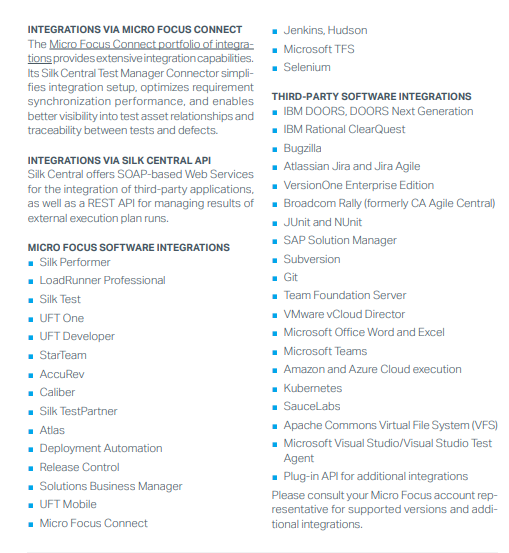 INTEGRATIONS VIA MICRO FOCUS CONNECT
The Micro Focus Connect portfolio of integra-
tions provides extensive integration capabilities.
Its Silk Central Test Manager Connector simpli-
fies integration setup, optimizes requirement
synchronization performance, and enables
better visibility into test asset relationships and
traceability between tests and defects.
INTEGRATIONS VIA SILK CENTRAL API
Silk Central offers SOAP-based Web Services
for the integration of third-party applications,
as well as a REST API for managing results of
external execution plan runs.
MICRO FOCUS SOFTWARE INTEGRATIONS
■ Silk Performer
■ LoadRunner Professional
■ Silk Test
■ UFT One
■ UFT Developer
■ StarTeam
■ AccuRev
■ Caliber
■ Silk TestPartner
■ Atlas
■ Deployment Automation
■ Release Control
■ Solutions Business Manager
■ UFT Mobile
■ Micro Focus Connect
■ Jenkins, Hudson
■ Microsoft TFS
■ Selenium
THIRD-PARTY SOFTWARE INTEGRATIONS
■ IBM DOORS, DOORS Next Generation
■ IBM Rational ClearQuest
■ Bugzilla
■ Atlassian Jira and Jira Agile
■ VersionOne Enterprise Edition
■ Broadcom Rally (formerly CA Agile Central)
■ JUnit and NUnit
■ SAP Solution Manager
■ Subversion
■ Git
■ Team Foundation Server
■ VMware vCloud Director
■ Microsoft Office Word and Excel
■ Microsoft Teams
■ Amazon and Azure Cloud execution
■ Kubernetes
■ SauceLabs
■ Apache Commons Virtual File System (VFS)
■ Microsoft Visual Studio/Visual Studio Test
Agent
■ Plug-in API for additional integrations
Please consult your Micro Focus account rep-
resentative for supported versions and addi-
tional integrations.